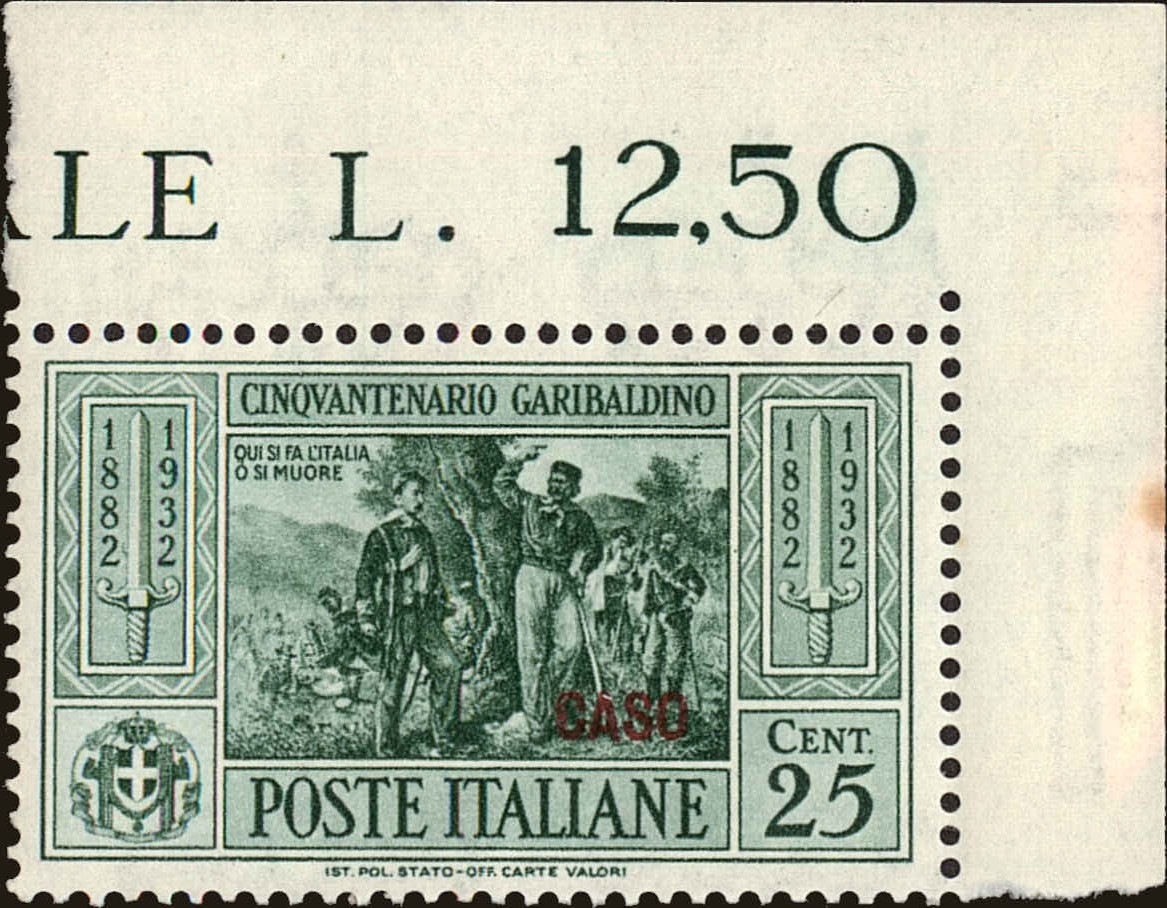 LE L. 12,50
CINQVANTENARIO GARIBALDINO
QUI SI FA L'ITALIA
O SI MUORE
1882
1932
1882
1932
CASO
CENT.
25
POSTE ITALIANE
IST. POL. STATO-OFF. CARTE VALORI